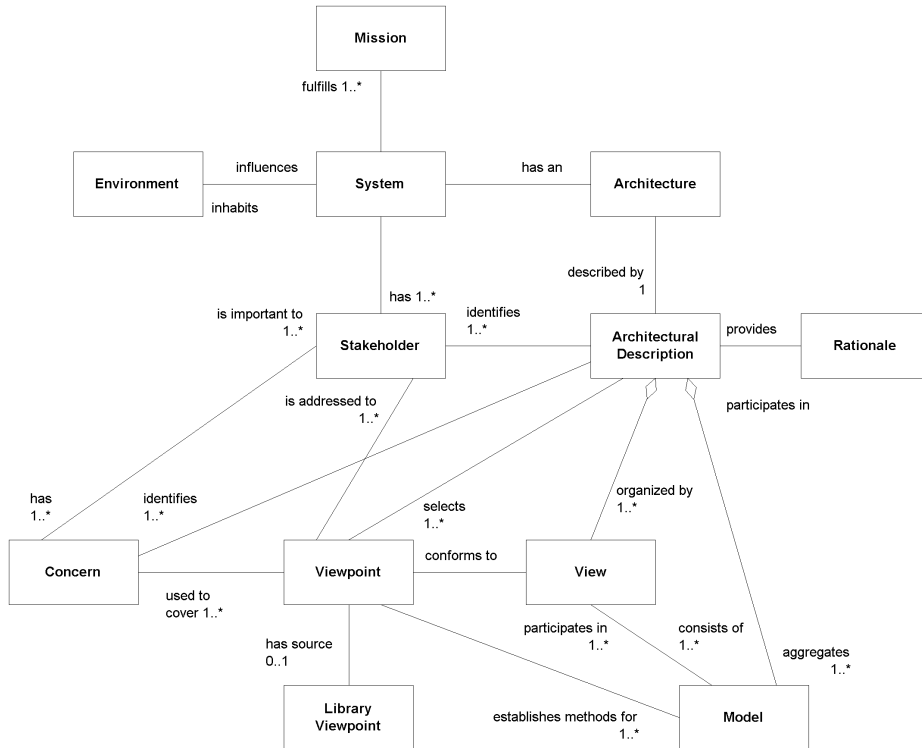 Mission
fulfills 1..*
Environment
influences
inhabits
System
has an
Architecture
described by
1
has 1..*
is important to
1..*
Stakeholder
identifies
1..*
Architectural
Description
provides
Rationale
participates in
is addressed to
1..*
has
1..*
identifies
1..*
selects
1..*
organized by
1..*
Concern
used to
cover 1..*
Viewpoint
conforms to
View
has source
0..1
participates in
1..*
consists of
1..*
aggregates
1..*
Library
Viewpoint
establishes methods for
1..*
Model